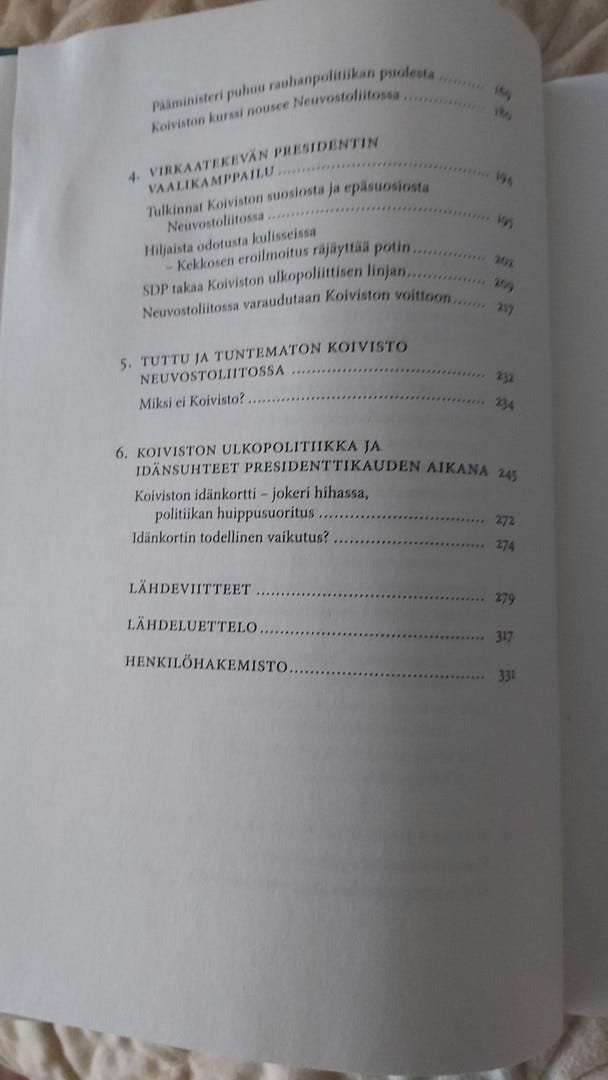 Pääministeri puhuu rauhanpolitiikan puolesta .......... 169
Koiviston kurssi nousee Neuvostoliitossa .................. 180
4. VIRKAATEKEVÄN PRESIDENTIN
VAALIKAMPPAILU .................................................. 194
Tulkinnat Koiviston suosiosta ja epäsuosiosta
Neuvostoliitossa .................................................. 195
Hiljaista odotusta kulisseissa
– Kekkosen eroilmoitus räjäyttää potin ................ 202
SDP takaa Koiviston ulkopoliittisen linjan ................ 209
Neuvostoliitossa varaudutaan Koiviston voittoon ....... 217
5. TUTTU JA TUNTEMATON KOIVISTO
NEUVOSTOLIITOSSA ............................................ 232
Miksi ei Koivisto? .................................................. 234
6. KOIVISTON ULKOPOLITIIKKA JA
IDÄNSUHTEET PRESIDENTTIKAUDEN AIKANA 245
Koiviston idänkortti – jokeri hihassa,
politiikan huippusuoritus ..................................... 272
Idänkortin todellinen vaikutus? ................................ 274
LÄHDEVIITTEET .................................................. 279
LÄHDELUETTELO .................................................. 317
HENKILÖHAKEMISTO ............................................ 331